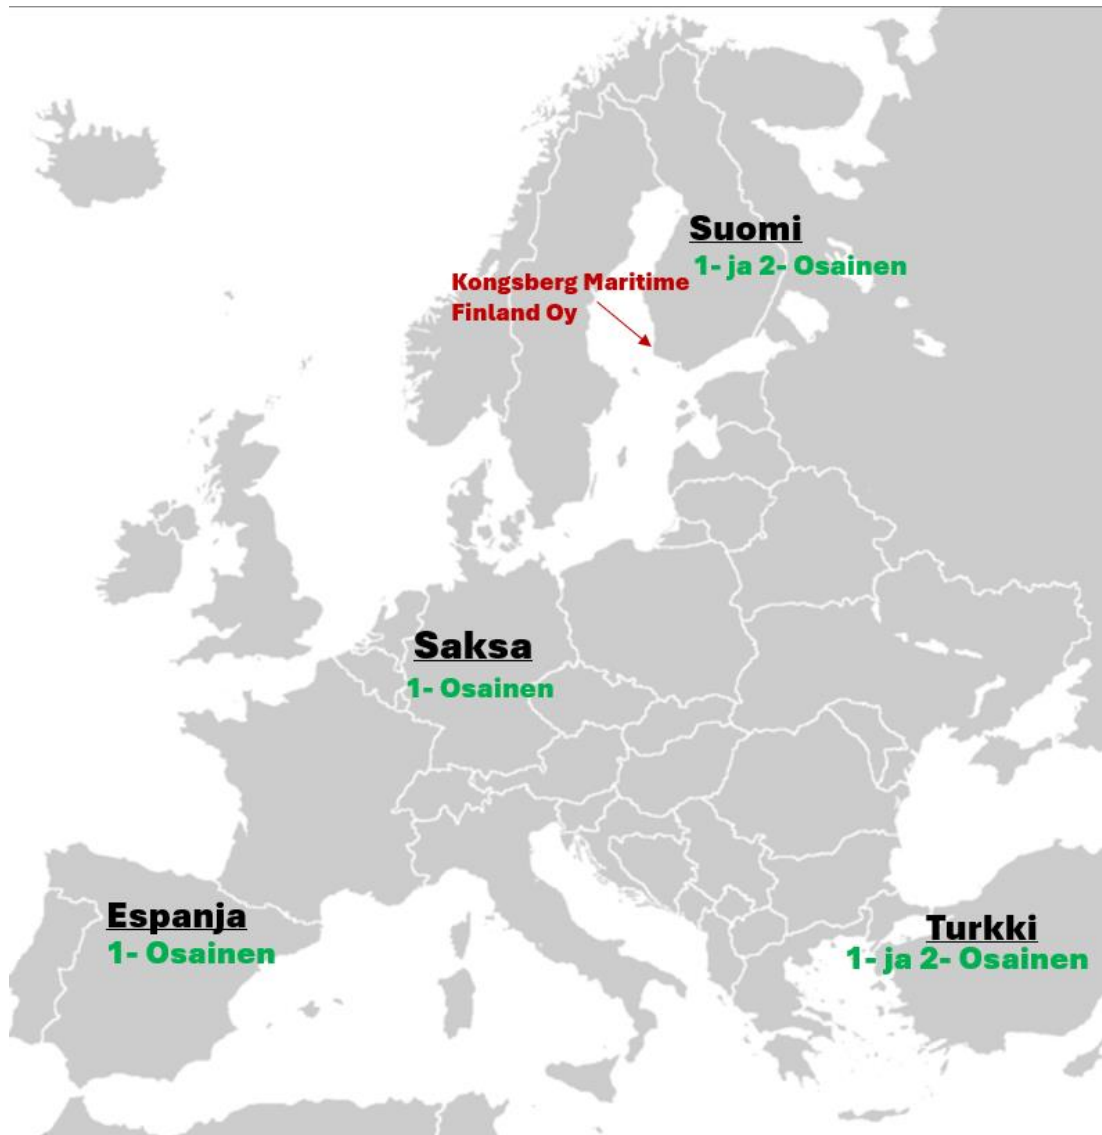 Suomi
1- ja 2- Osainen
Kongsberg Maritime
Finland Oy
Saksa
1- Osainen
Espanja
1- Osainen
Turkki
1- ja 2- Osainen